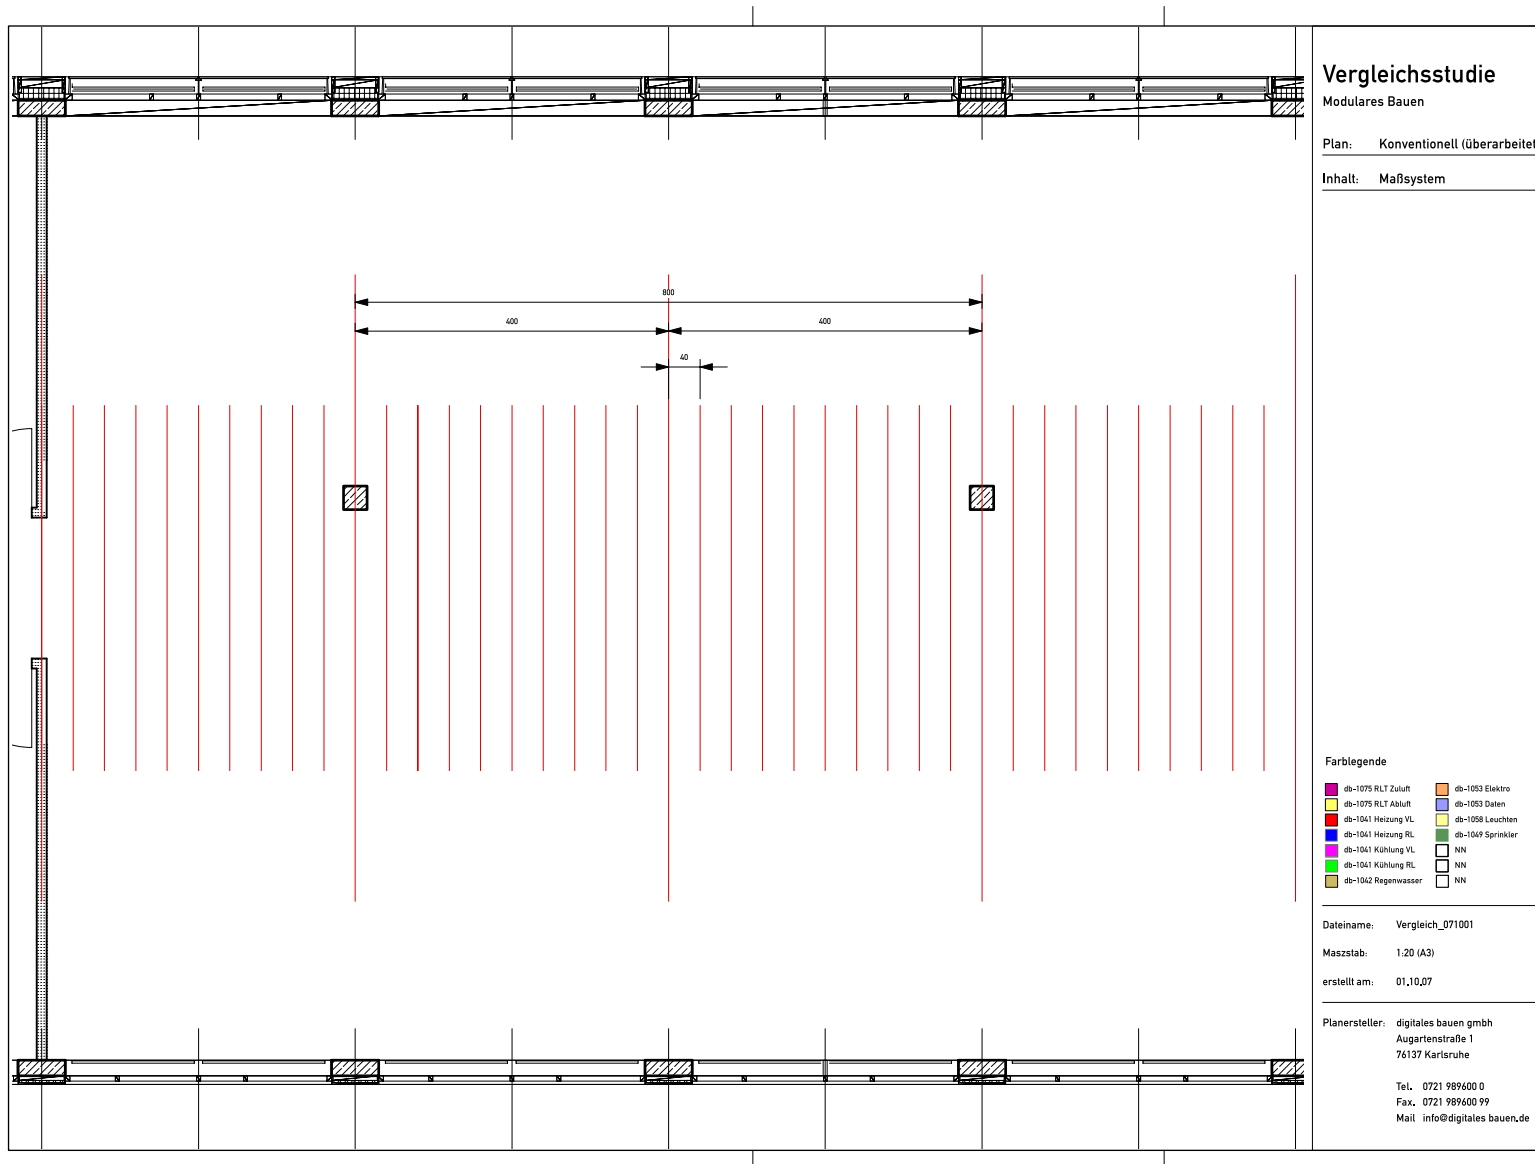 Vergleichsstudie
Modulares Bauen
Plan: Konventionell (überarbeitet
Inhalt: Maßsystem
800
400 400
40
Farblegende
db-1075 RLT Zuluft db-1053 Elektro
db-1075 RLT Abluft db-1053 Daten
db-1041 Heizung VL db-1058 Leuchten
db-1041 Heizung RL db-1049 Sprinkler
db-1041 Kühlung VL NN
db-1041 Kühlung RL NN
db-1042 Regenwasser NN
Dateiname: Vergleich_071001
Maszstab: 1:20 (A3)
erstellt am: 01.10.07
Planersteller: digitales bauen gmbh
Augartenstraße 1
76137 Karlsruhe
Tel. 0721 989600 0
Fax. 0721 989600 99
Mail info@digitales bauen.de